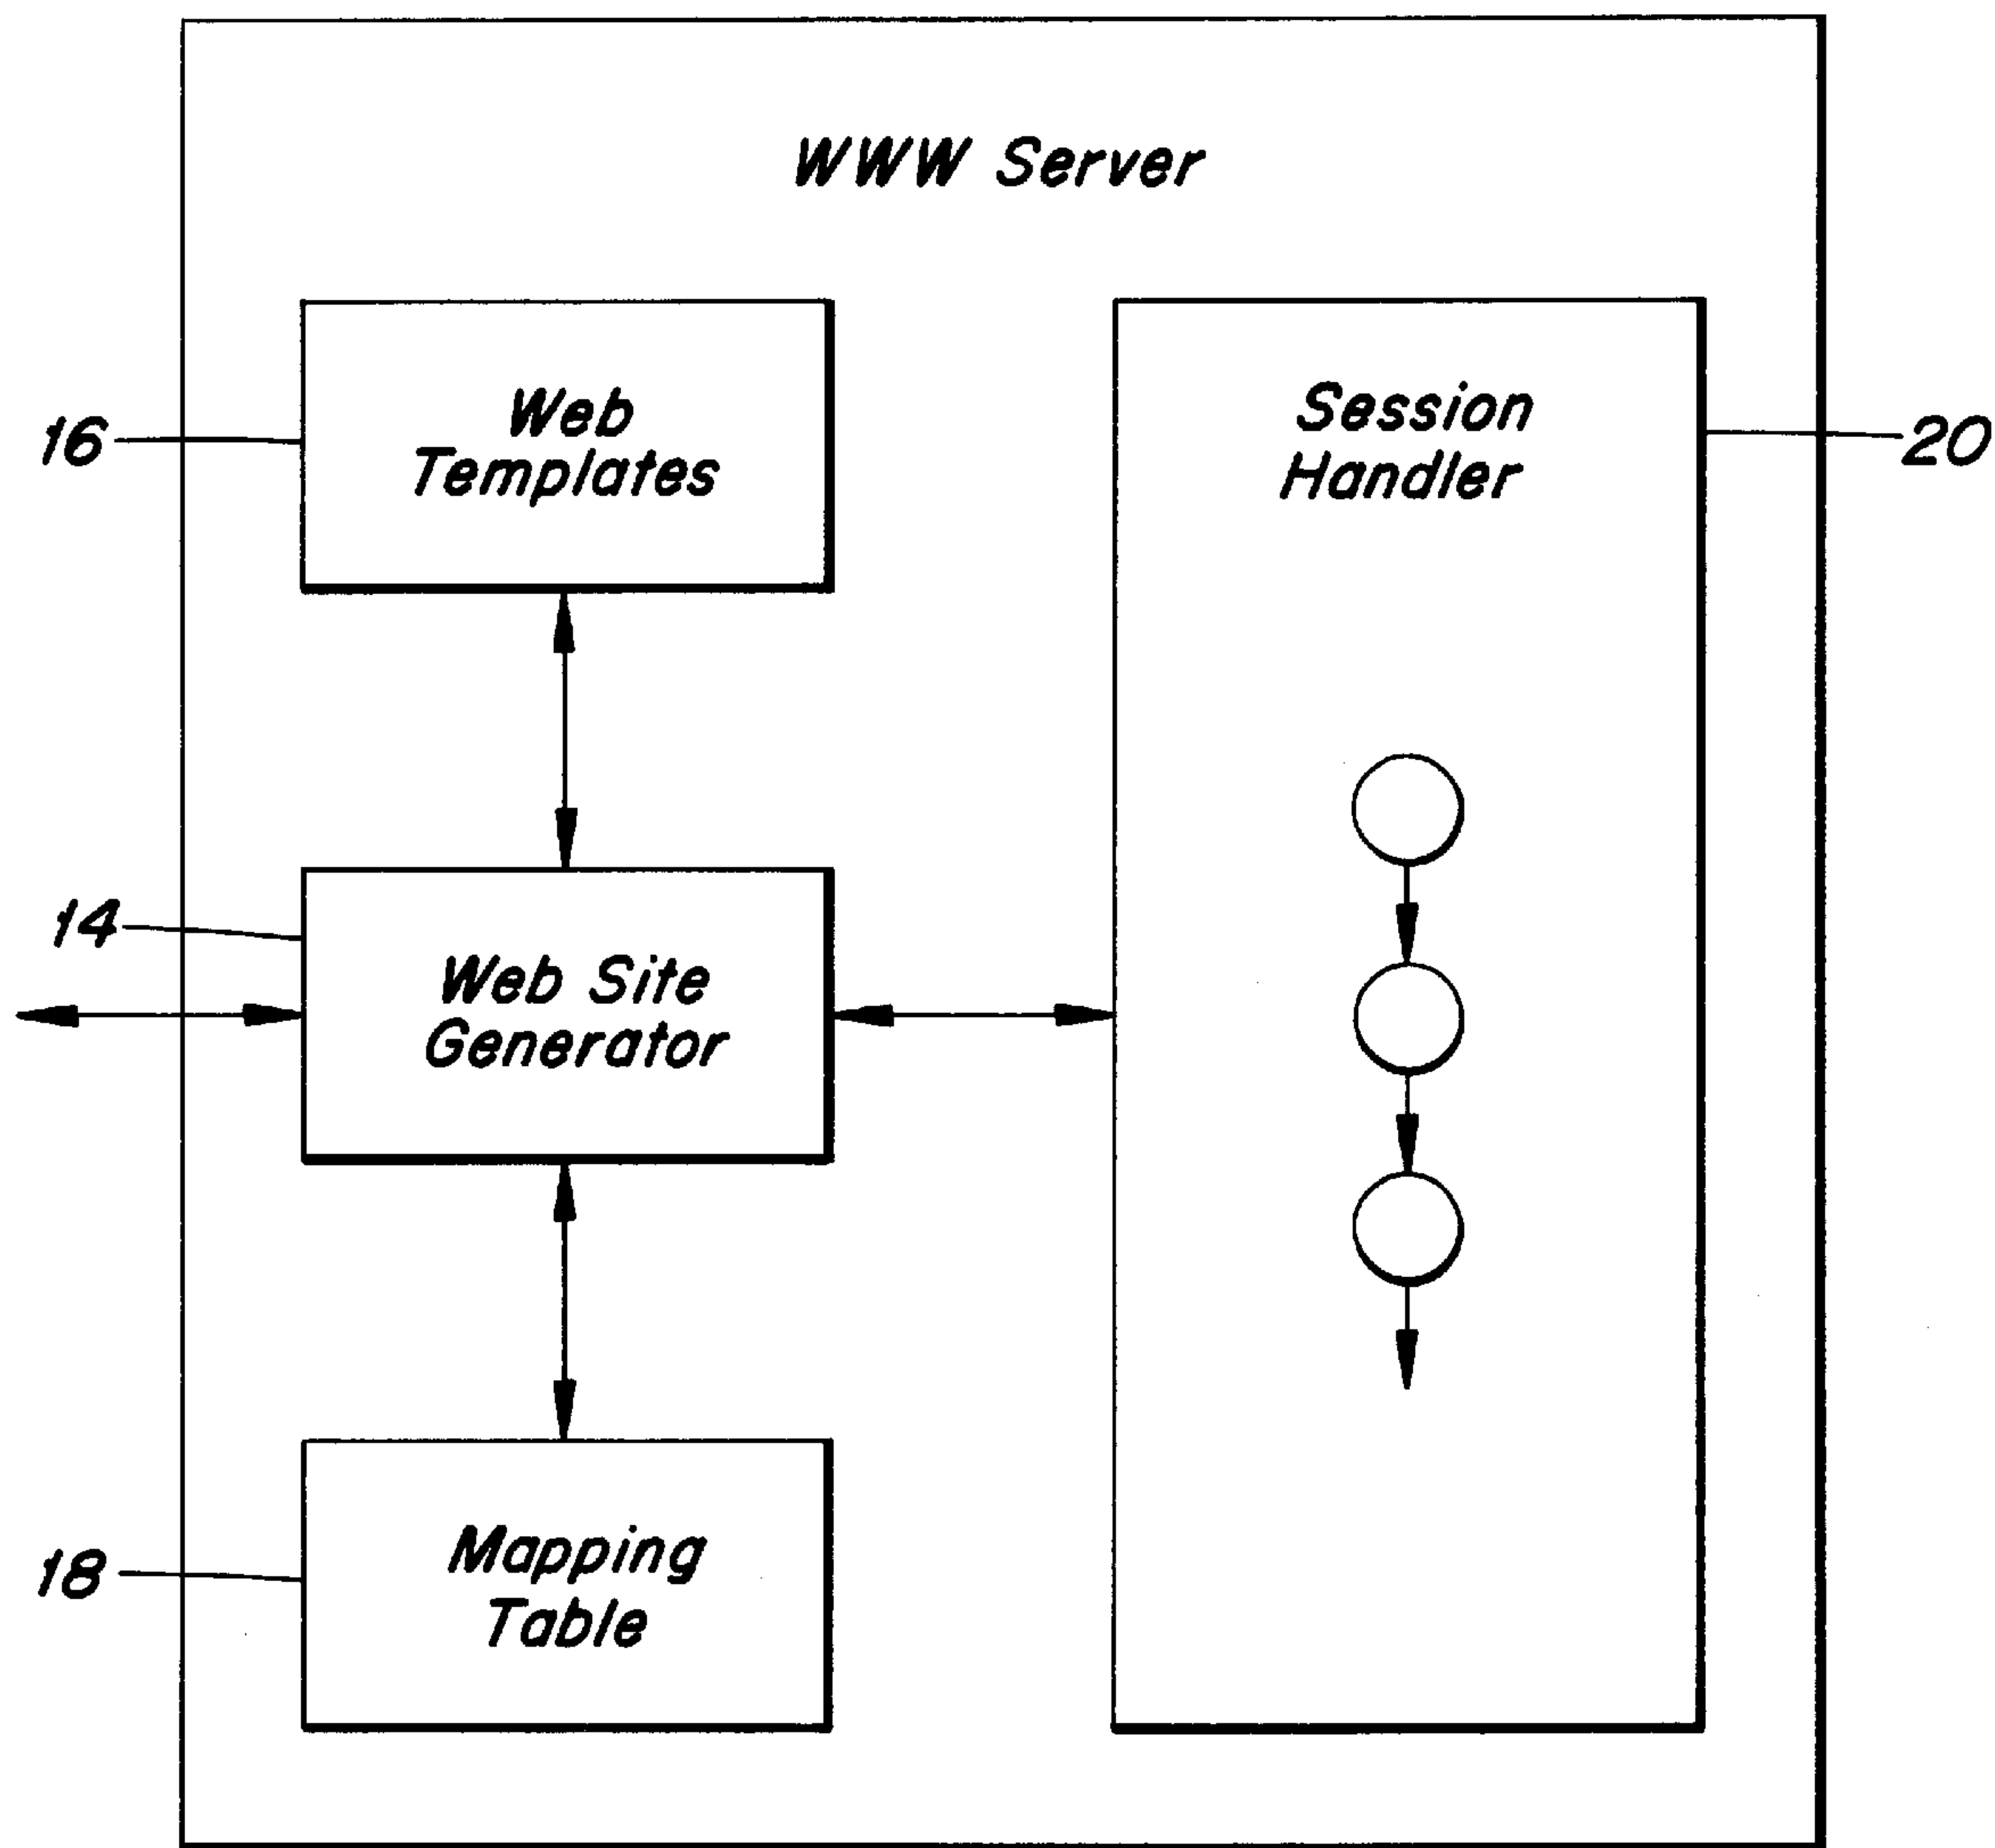 WWW Server
16
Web
Templates
Session
Handler
20
14
Web Site
Generator
18
Mapping
Table